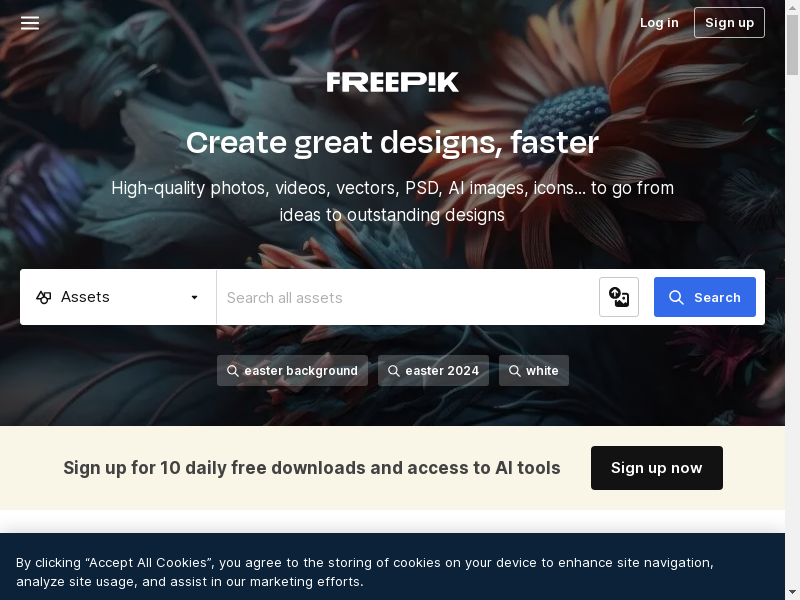 Log in
Sign up
FREEPIK
Create great designs, faster
High-quality photos, videos, vectors, PSD, AI images, icons... to go from
ideas to outstanding designs
Assets
Search all assets
Search
easter background
easter 2024
white
Sign up for 10 daily free downloads and access to AI tools
Sign up now
By clicking “Accept All Cookies”, you agree to the storing of cookies on your device to enhance site navigation,
analyze site usage, and assist in our marketing efforts.